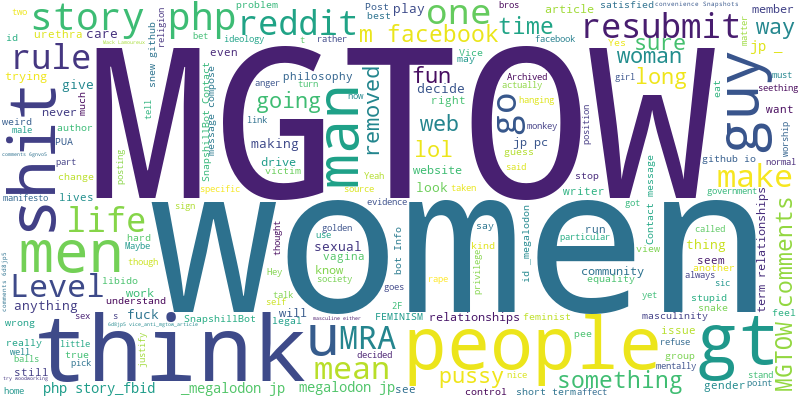 story php reddit one time resubmit way
problem
religion
two
Post best play
article
satisfied
convenience Snapshots
member
id
ideology
bet
bros
facebook
m facebook
urethra care
rule
trying
even
rather
may
Vice
Yes
sure
woman
jp _
matter
must
MGTOW
anger
turn
philosophy
fun
decide
Archived
actually
girl
long
seething
guy
shit
give
snew github
message compose
SnapshillBot Contact
going
man
removed
right
go
hanging
monkey
position
eat
want
never
much
tell
how
link
weird
male
author
PUA
making
web
jp pc
stop
github io
worship
normal
posting
drive
victim
Yeah
source
lol
website
look
guess
said
taken
writer
make
part
change
lives
specific
evidence
manifesto
women
life
men
sign
golden
use
thought
say
run
particular
got
view
Contact message
called
government
thing
another
always
MGTOW comments
hard
Maybe
though
sexual
vagina
know
society
Hey
bot Info
goes
kind
id _megalodon
community
equality
seem
sic
term relationships
Level
libido
work
talk
self
rape
privilege
yet
stupid
snake
feel
anything
understand
fuck
will
legal
2F
FEMINISM
relationships
feminist
masculinity
wrong
sex
s
SnapshillBot
masculine either
think
u
MRA
people
pee
issue
refuse
gt
really
well
little
true
pick
balls
justify
decided
mean
pussy
nice
something
group
mentally
gender
stand
point
still
try woodworking
home
php story_fbid
_megalodon jp
megalodon jp
see
control
short term
affect